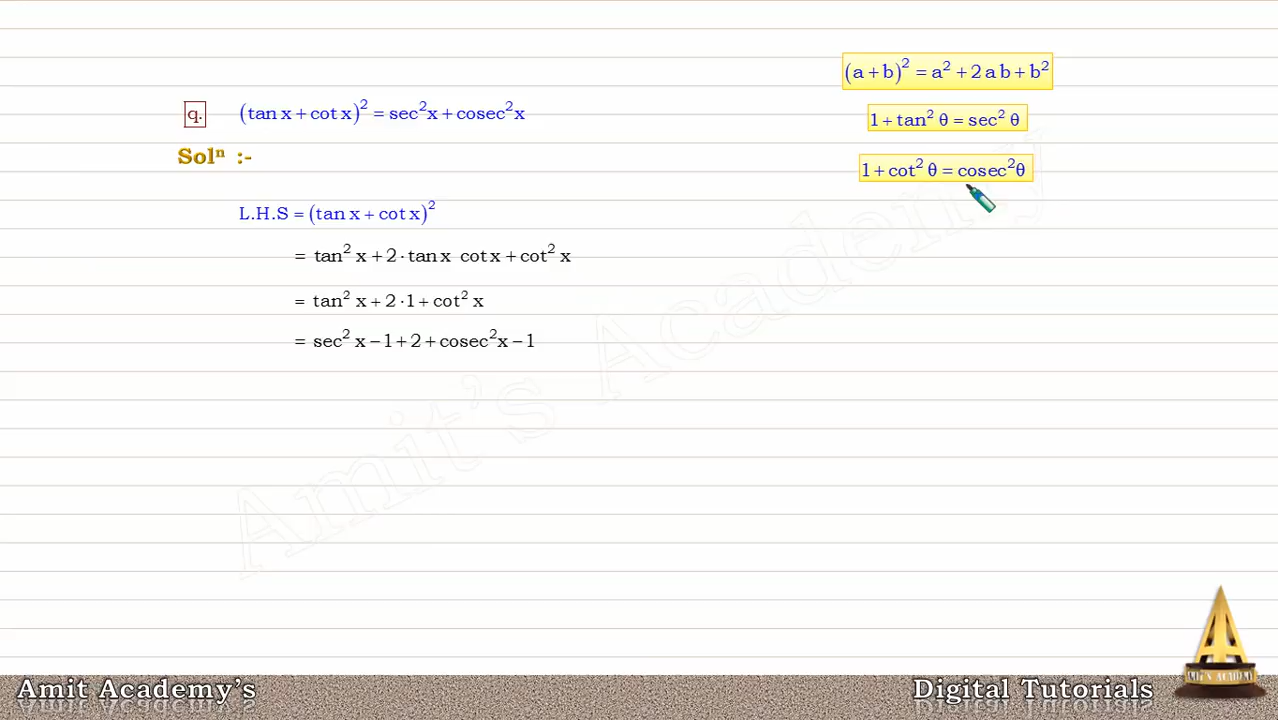 (a + b)² = a² + 2 a b + b²
q. (tan x + cot x)² = sec²x + cosec²x
1 + tan² θ = sec² θ
Solⁿ :-
1 + cot² θ = cosec²θ
L.H.S = (tan x + cot x)²
= tan² x + 2 · tan x cot x + cot² x
= tan² x + 2 · 1 + cot² x
= sec² x − 1 + 2 + cosec²x − 1
Amit's Academy
AMIT'S ACADEMY
Amit Academy's
Digital Tutorials